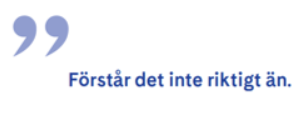 ”
Förstår det inte riktigt än.